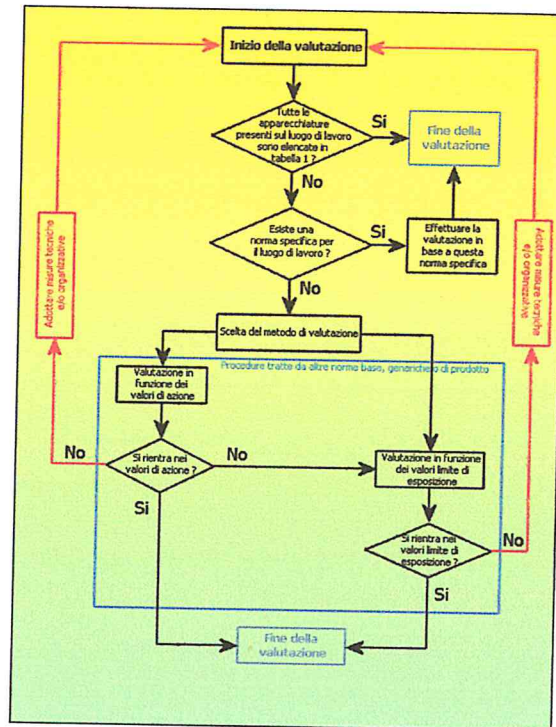 Inizio della valutazione
Tutte le
apparecchiature
presenti sul luogo di lavoro
sono elencate in
tabella 1 ?
Si
Fine della
valutazione
No
Esiste una
norma specifica per
il luogo di lavoro ?
Si
Effettuare la
valutazione in
base a questa
norma specifica
Adottare misure tecniche
e/o organizzative
Adottare misure tecniche
e/o organizzative
No
Scelta del metodo di valutazione
Procedure tratte da altre norme base, generiche/o di prodotto
Valutazione in
funzione dei
valori di azione
No
Si rientra nei
valori di azione ?
No
Valutazione in funzione
dei valori limite di
esposizione
Si
Si rientra nei
valori limite di
esposizione ?
No
Si
Fine della
valutazione